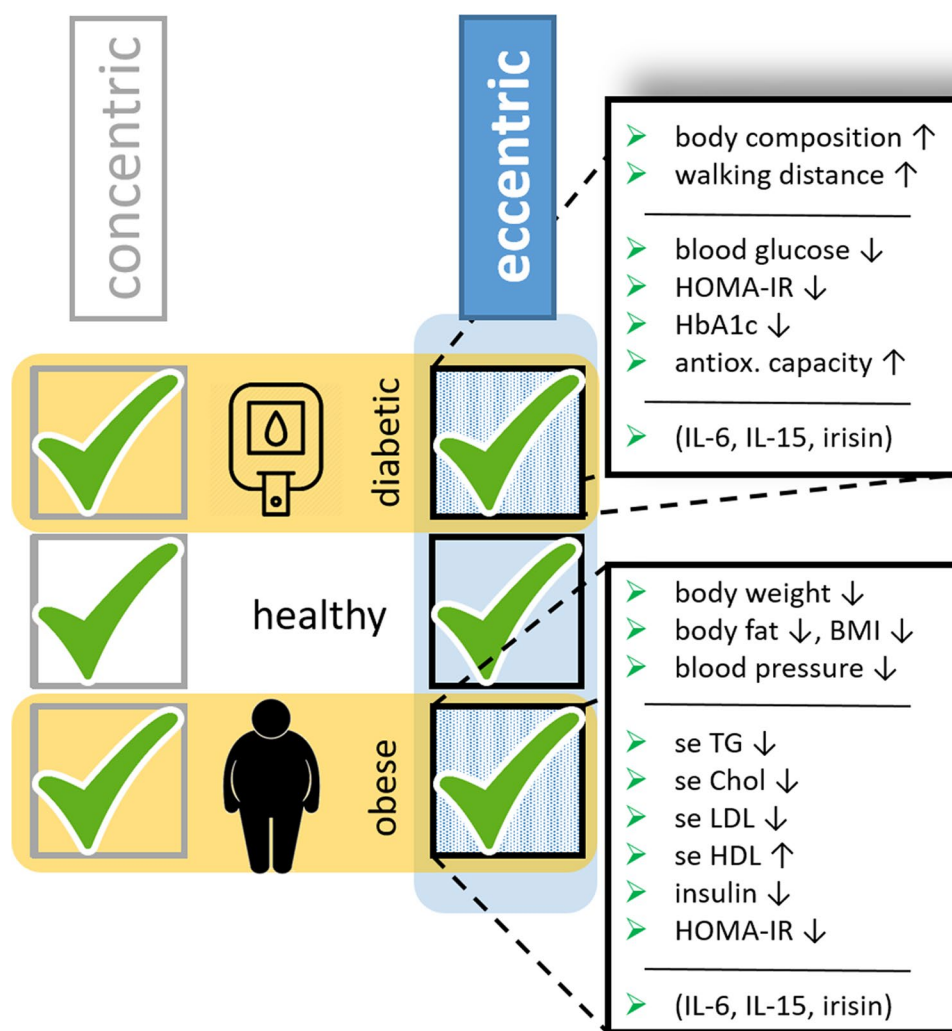 concentric
eccentric
diabetic
healthy
obese
body composition ↑
walking distance ↑
blood glucose ↓
HOMA-IR ↓
HbA1c ↓
antiox. capacity ↑
(IL-6, IL-15, irisin)
body weight ↓
body fat ↓, BMI ↓
blood pressure ↓
se TG ↓
se Chol ↓
se LDL ↓
se HDL ↑
insulin ↓
HOMA-IR ↓
(IL-6, IL-15, irisin)